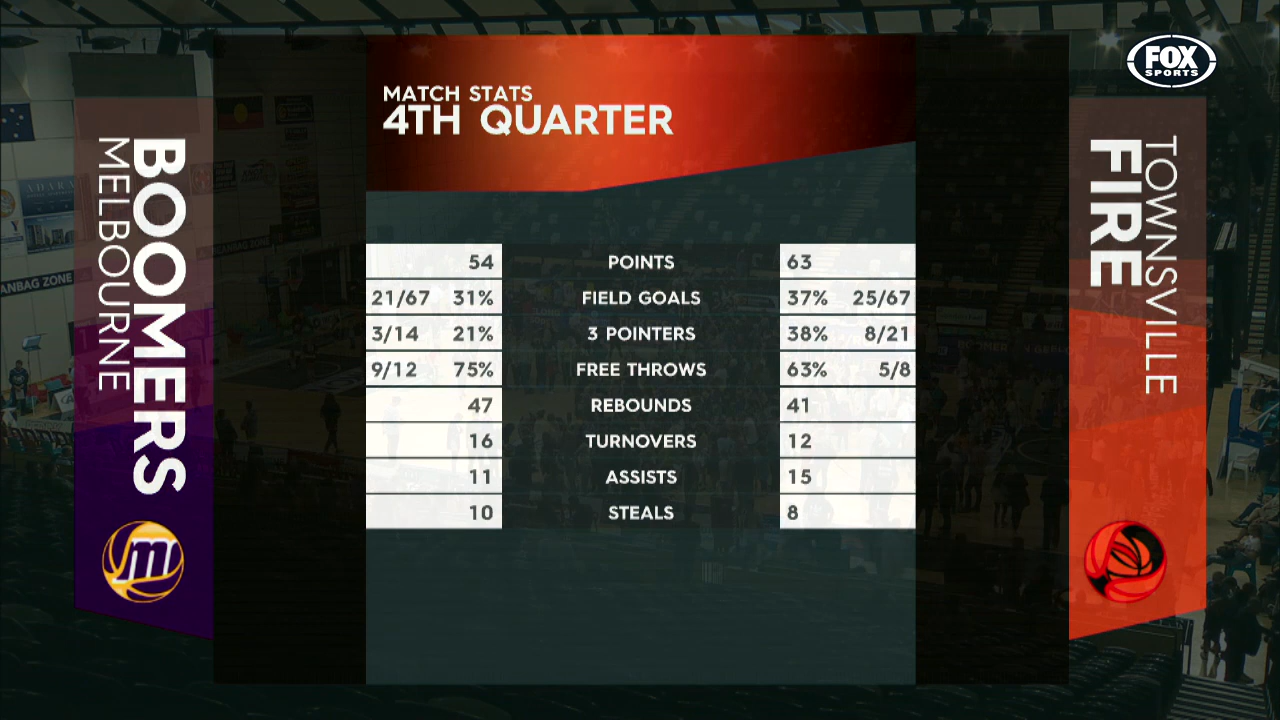 FOX
SPORTS
MATCH STATS
4TH QUARTER
MELBOURNE
BOOMERS
m
TOWNSVILLE
FIRE
54 POINTS 63
21/67 31% FIELD GOALS 37% 25/67
3/14 21% 3 POINTERS 38% 8/21
9/12 75% FREE THROWS 63% 5/8
47 REBOUNDS 41
16 TURNOVERS 12
11 ASSISTS 15
10 STEALS 8
ANBAG ZONE